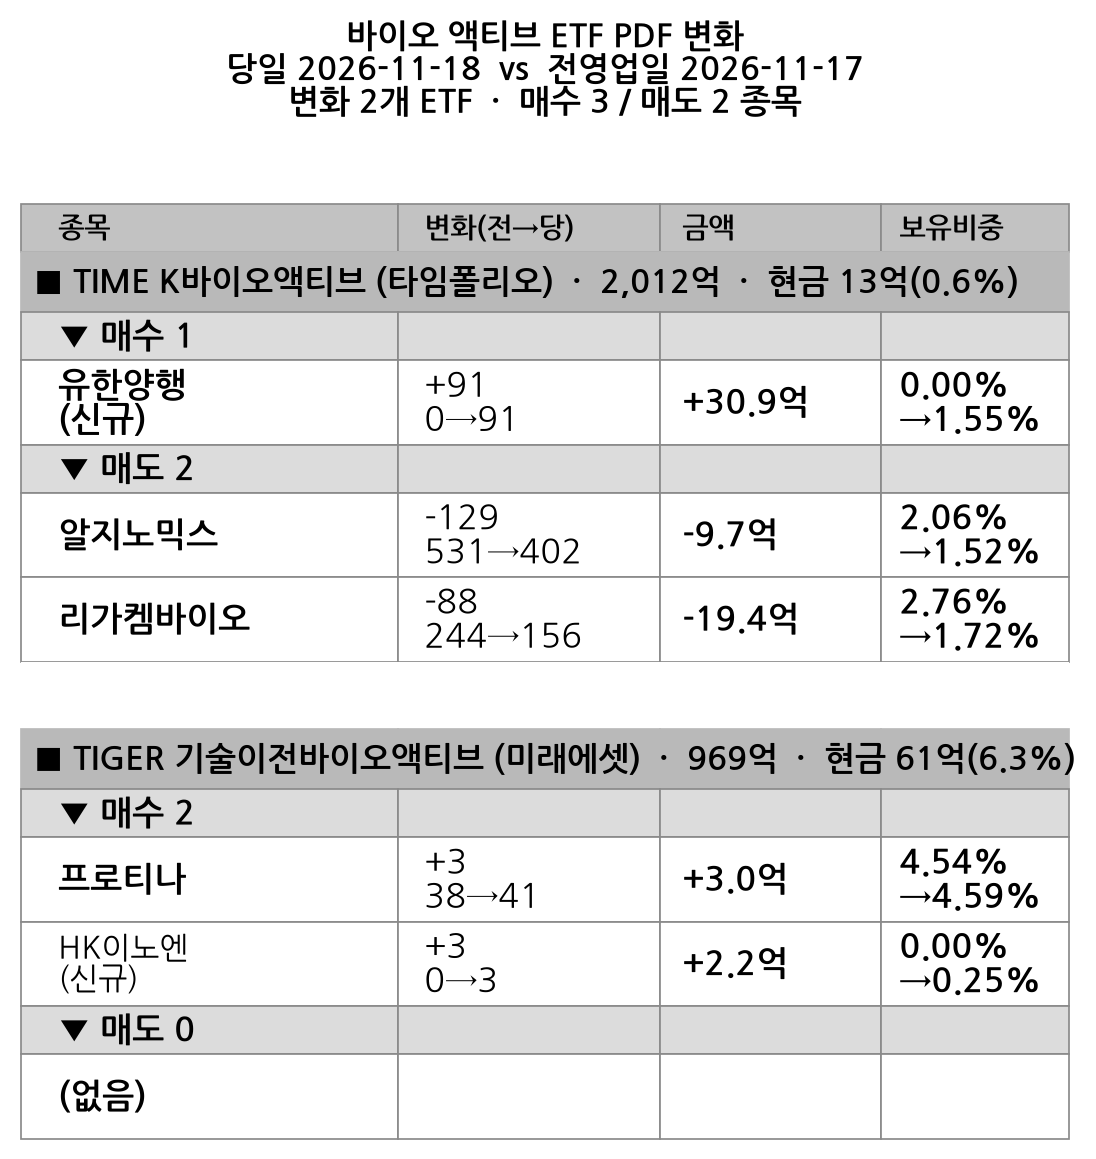 바이오 액티브 ETF PDF 변화
당일 2026-11-18 vs 전영업일 2026-11-17
변화 2개 ETF · 매수 3 / 매도 2 종목
종목 변화(전→당) 금액 보유비중
■ TIME K바이오액티브 (타임폴리오) · 2,012억 · 현금 13억(0.6%)
▼ 매수 1
유한양행 +91 +30.9억 0.00%
(신규) 0→91 →1.55%
▼ 매도 2
알지노믹스 -129 -9.7억 2.06%
531→402 →1.52%
리가켐바이오 -88 -19.4억 2.76%
244→156 →1.72%
■ TIGER 기술이전바이오액티브 (미래에셋) · 969억 · 현금 61억(6.3%)
▼ 매수 2
프로티나 +3 +3.0억 4.54%
38→41 →4.59%
HK이노엔 +3 +2.2억 0.00%
(신규) 0→3 →0.25%
▼ 매도 0
(없음)